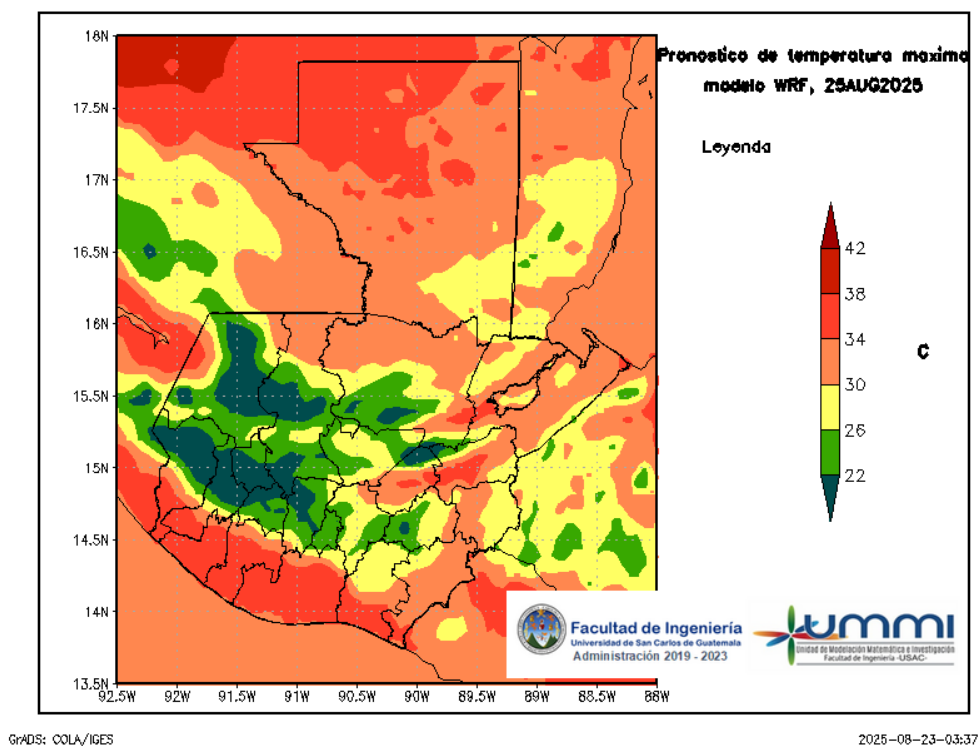 Pronostico de temperatura maxima
modelo WRF, 25AUG2025
Leyenda
18N
17.5N
17N
16.5N
16N
15.5N
15N
14.5N
14N
13.5N
92.5W
92W
91.5W
91W
90.5W
90W
89.5W
89W
88.5W
88W
42
38
34
30
26
22
C
Facultad de Ingeniería
Universidad de San Carlos de Guatemala
Administración 2019 - 2023
ummi
Unidad de Modelación Matemática e Investigación
Facultad de Ingeniería -USAC-
GrADS: COLA/IGES
2025-08-23-03:37